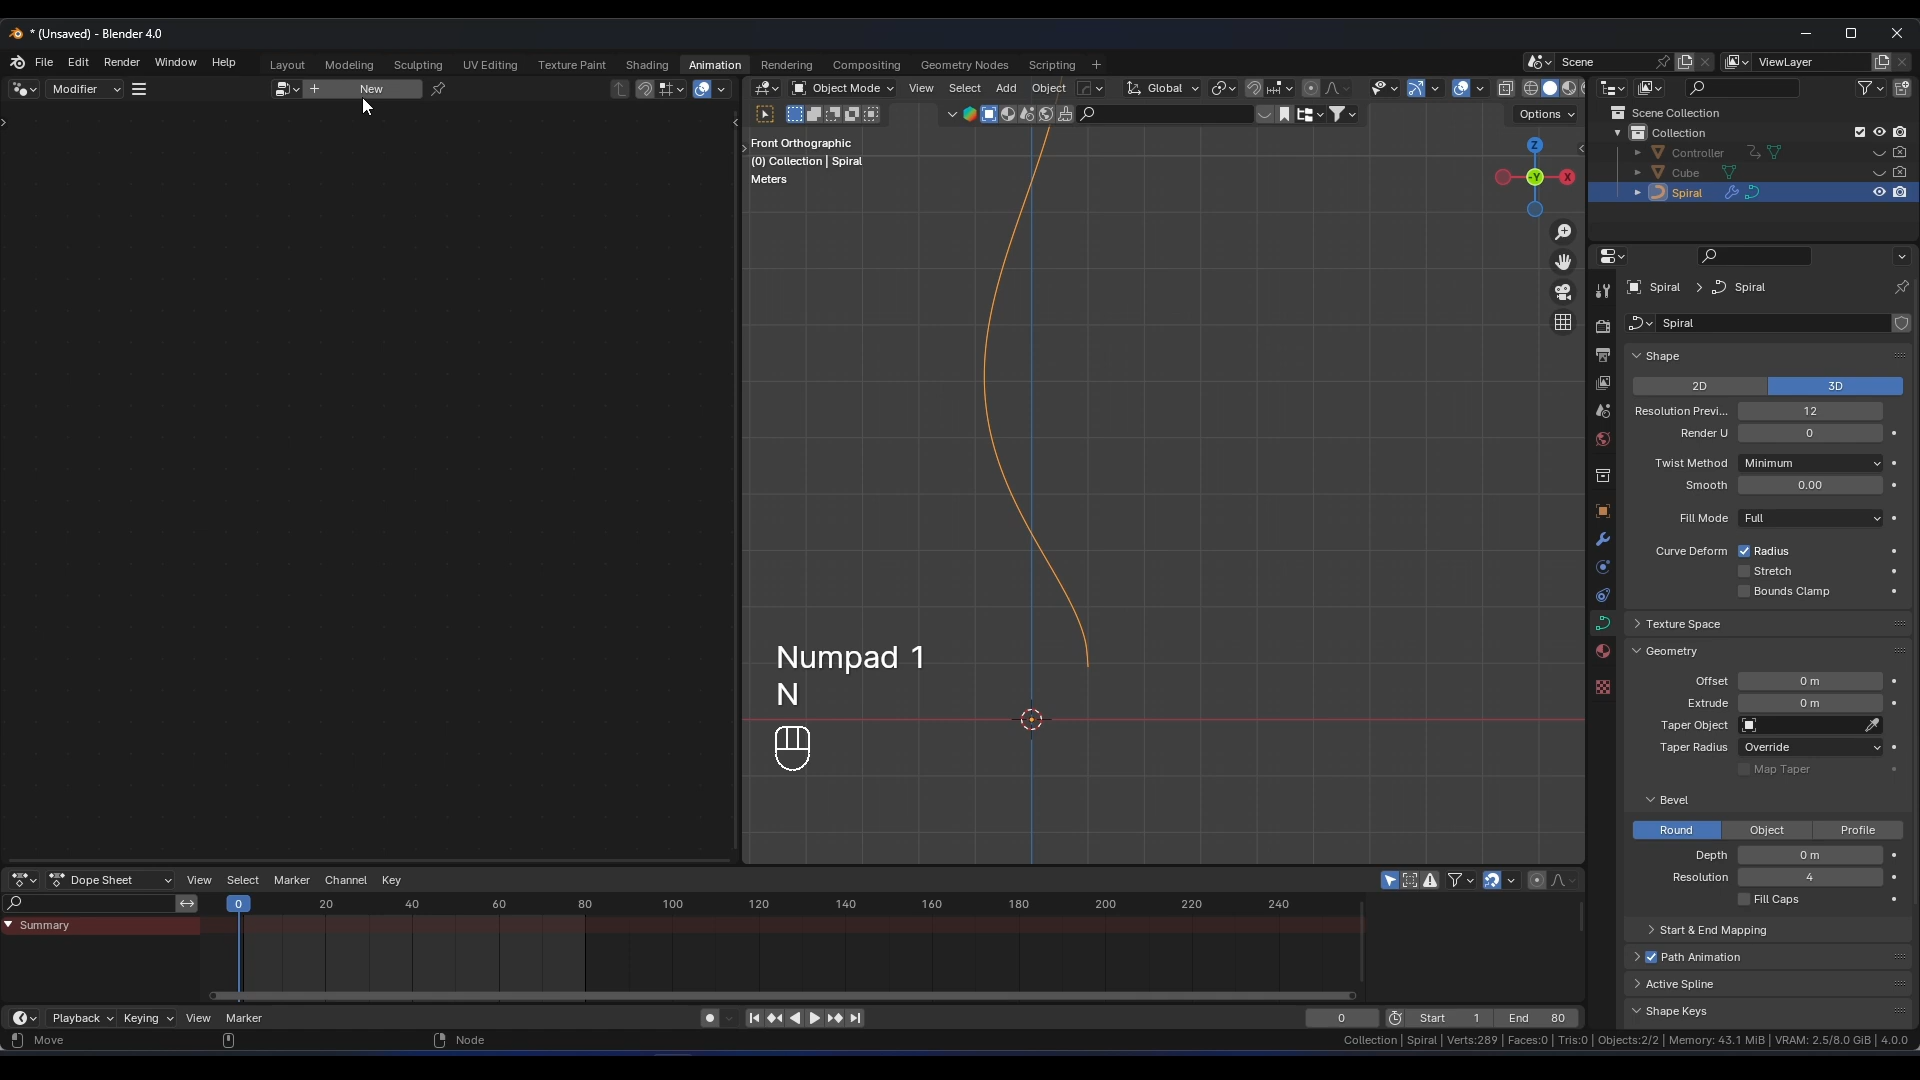 * (Unsaved) - Blender 4.0
File Edit Render Window Help
Layout Modeling Sculpting UV Editing Texture Paint Shading Animation Rendering Compositing Geometry Nodes Scripting +
Scene
ViewLayer
Modifier
+ New
Object Mode View Select Add Object Global
Options
Front Orthographic
(0) Collection | Spiral
Meters
Z
-Y
X
Scene Collection
Collection
Controller
Cube
Spiral
Spiral > Spiral
Spiral
Shape
2D 3D
Resolution Previ... 12
Render U 0
Twist Method Minimum
Smooth 0.00
Fill Mode Full
Curve Deform Radius
Stretch
Bounds Clamp
Texture Space
Geometry
Offset 0 m
Extrude 0 m
Taper Object
Taper Radius Override
Map Taper
Bevel
Round Object Profile
Depth 0 m
Resolution 4
Fill Caps
Start & End Mapping
Path Animation
Active Spline
Shape Keys
Numpad 1
N
Dope Sheet View Select Marker Channel Key
0 20 40 60 80 100 120 140 160 180 200 220 240
Summary
Playback Keying View Marker
0 Start 1 End 80
Move
Node
Collection | Spiral | Verts:289 | Faces:0 | Tris:0 | Objects:2/2 | Memory: 43.1 MiB | VRAM: 2.5/8.0 GiB | 4.0.0